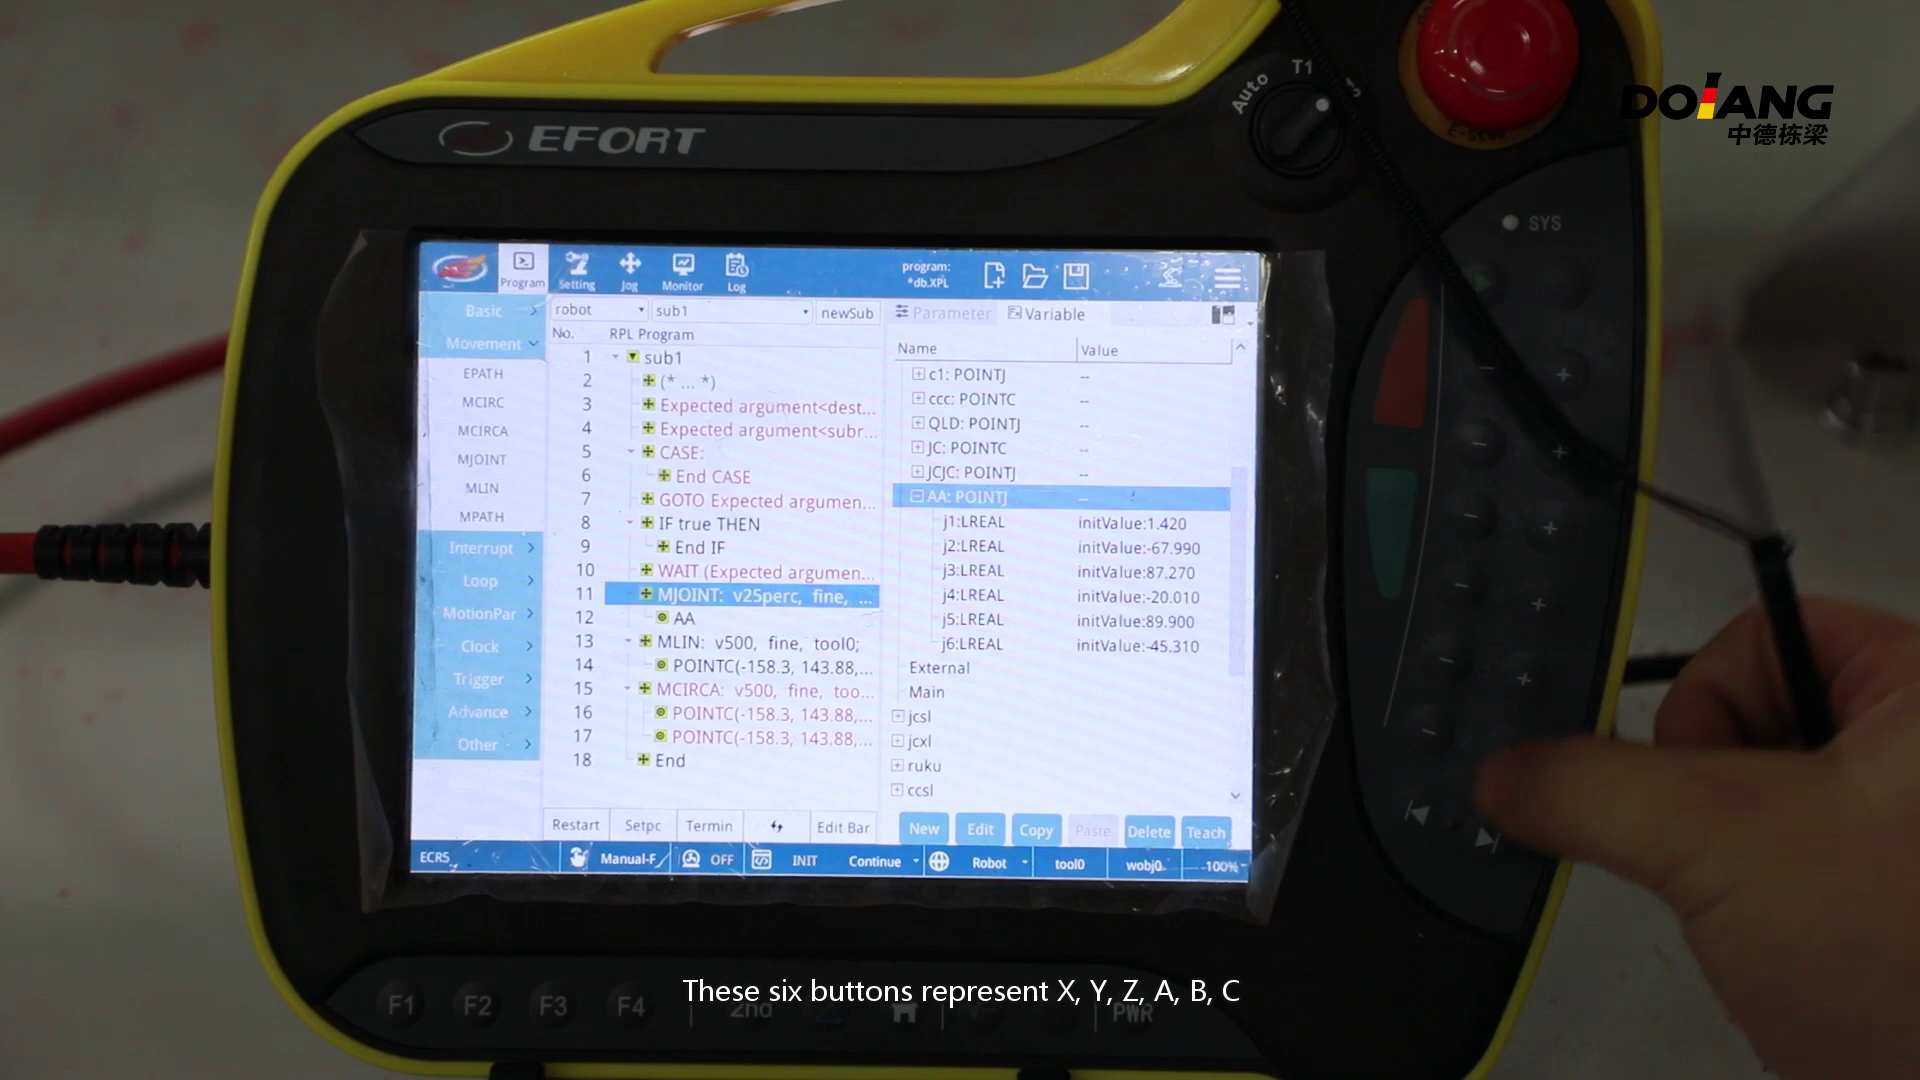 Auto
T1
DOLANG
中德栋梁
EFORT
SYS
Program
Setting
Jog
Monitor
Log
program:
*db.XPL
Basic
Movement
EPATH
MCIRC
MCIRCA
MJOINT
MLIN
MPATH
Interrupt
Loop
MotionPar
Clock
Trigger
Advance
Other
robot
sub1
newSub
No. RPL Program
1 sub1
2 (* ... *)
3 Expected argument<dest...
4 Expected argument<subr...
5 CASE:
6 End CASE
7 GOTO Expected argumen...
8 IF true THEN
9 End IF
10 WAIT (Expected argumen...
11 MJOINT: v25perc, fine, ...
12 AA
13 MLIN: v500, fine, tool0;
14 POINTC(-158.3, 143.88,...
15 MCIRCA: v500, fine, too...
16 POINTC(-158.3, 143.88,...
17 POINTC(-158.3, 143.88,...
18 End
Parameter Variable
Name Value
c1: POINTJ --
ccc: POINTC --
QLD: POINTJ --
JC: POINTC --
JCJC: POINTJ --
AA: POINTJ --
j1:LREAL initValue:1.420
j2:LREAL initValue:-67.990
j3:LREAL initValue:87.270
j4:LREAL initValue:-20.010
j5:LREAL initValue:89.900
j6:LREAL initValue:-45.310
External
Main
jcsl
jcxl
ruku
ccsl
Restart Setpc Termin Edit Bar
New Edit Copy Paste Delete Teach
ECR5 Manual-F OFF INIT Continue Robot tool0 wobj0 100%
These six buttons represent X, Y, Z, A, B, C
F1 F2 F3 F4 2nd PWR